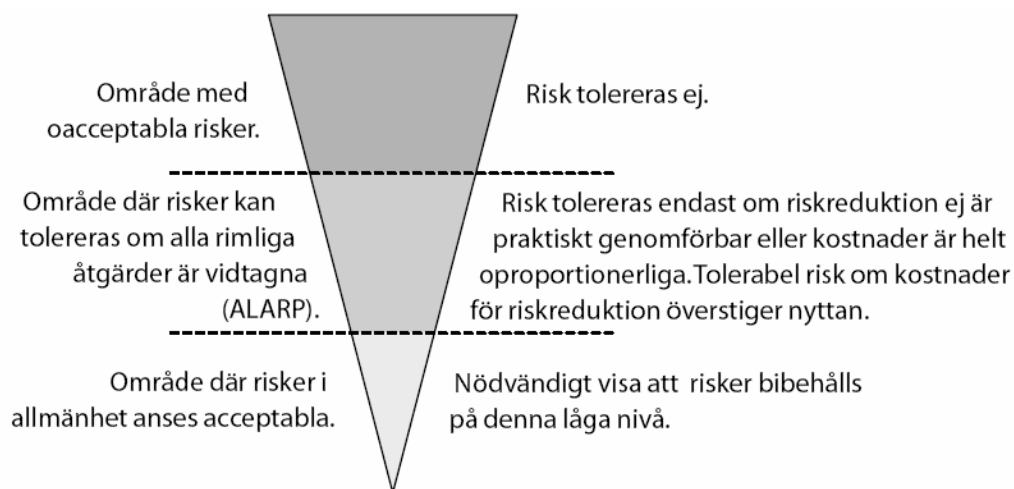 Område med
oacceptabla risker.
Risk tolereras ej.
Område där risker kan
tolereras om alla rimliga
åtgärder är vidtagna
(ALARP).
Risk tolereras endast om riskreduktion ej är
praktiskt genomförbar eller kostnader är helt
oproportionerliga. Tolerabel risk om kostnader
för riskreduktion överstiger nyttan.
Område där risker i
allmänhet anses acceptabla.
Nödvändigt visa att risker bibehålls
på denna låga nivå.